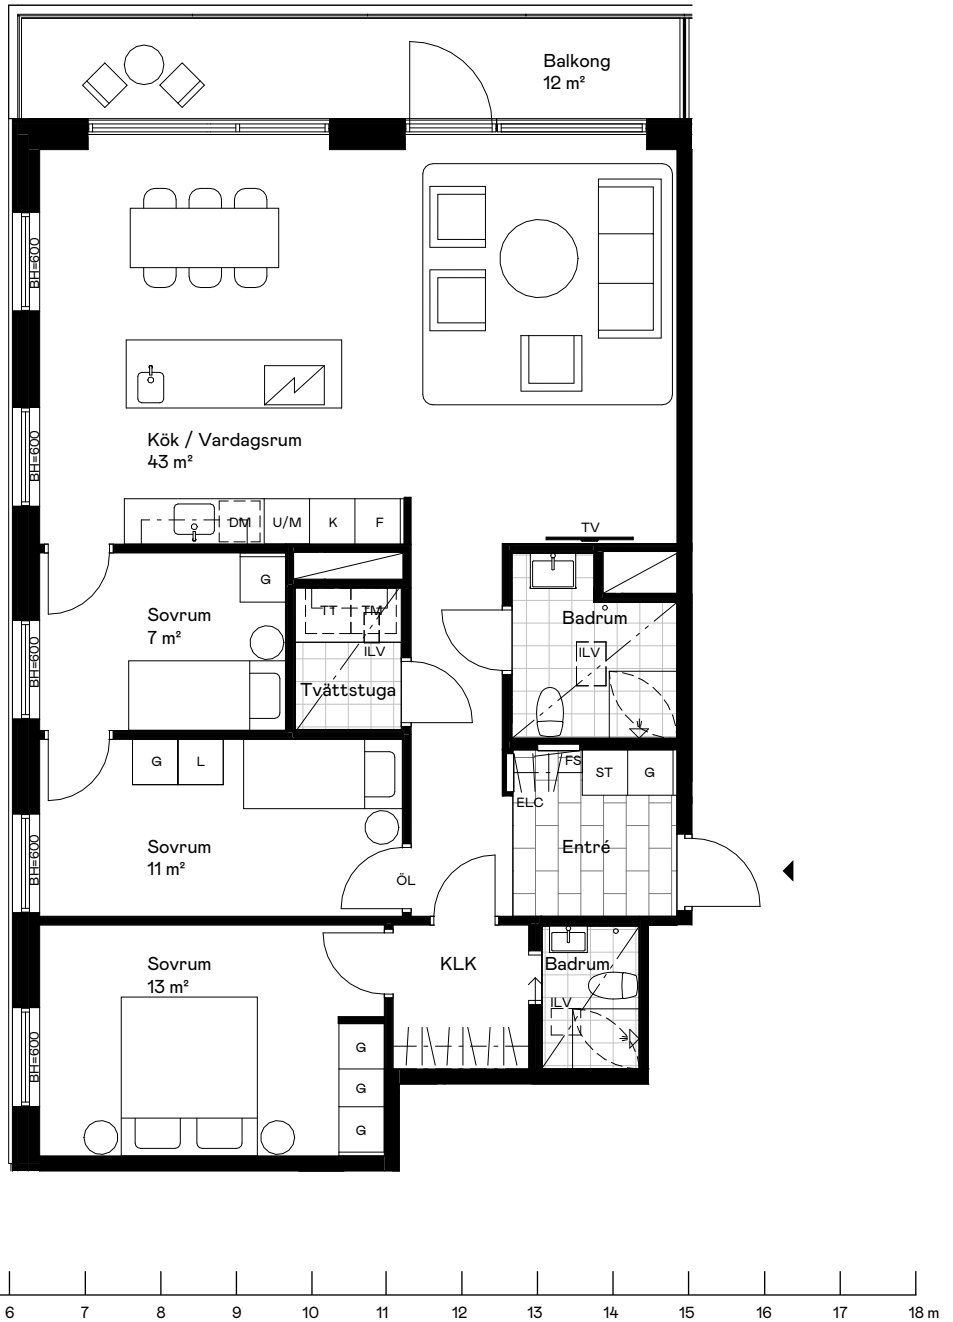 Balkong
12 m²
BH=600
BH=600
Kök / Vardagsrum
43 m²
DM U/M K F
TV
G
Sovrum
7 m²
BH=600
TT TM
ILV
Tvättstuga
Badrum
ILV
G L
FS
ST G
ELC
Sovrum
11 m²
BH=600
Entré
ÖL
Sovrum
13 m²
KLK
Badrum
ILV
BH=600
G
G
G
6 7 8 9 10 11 12 13 14 15 16 17 18 m